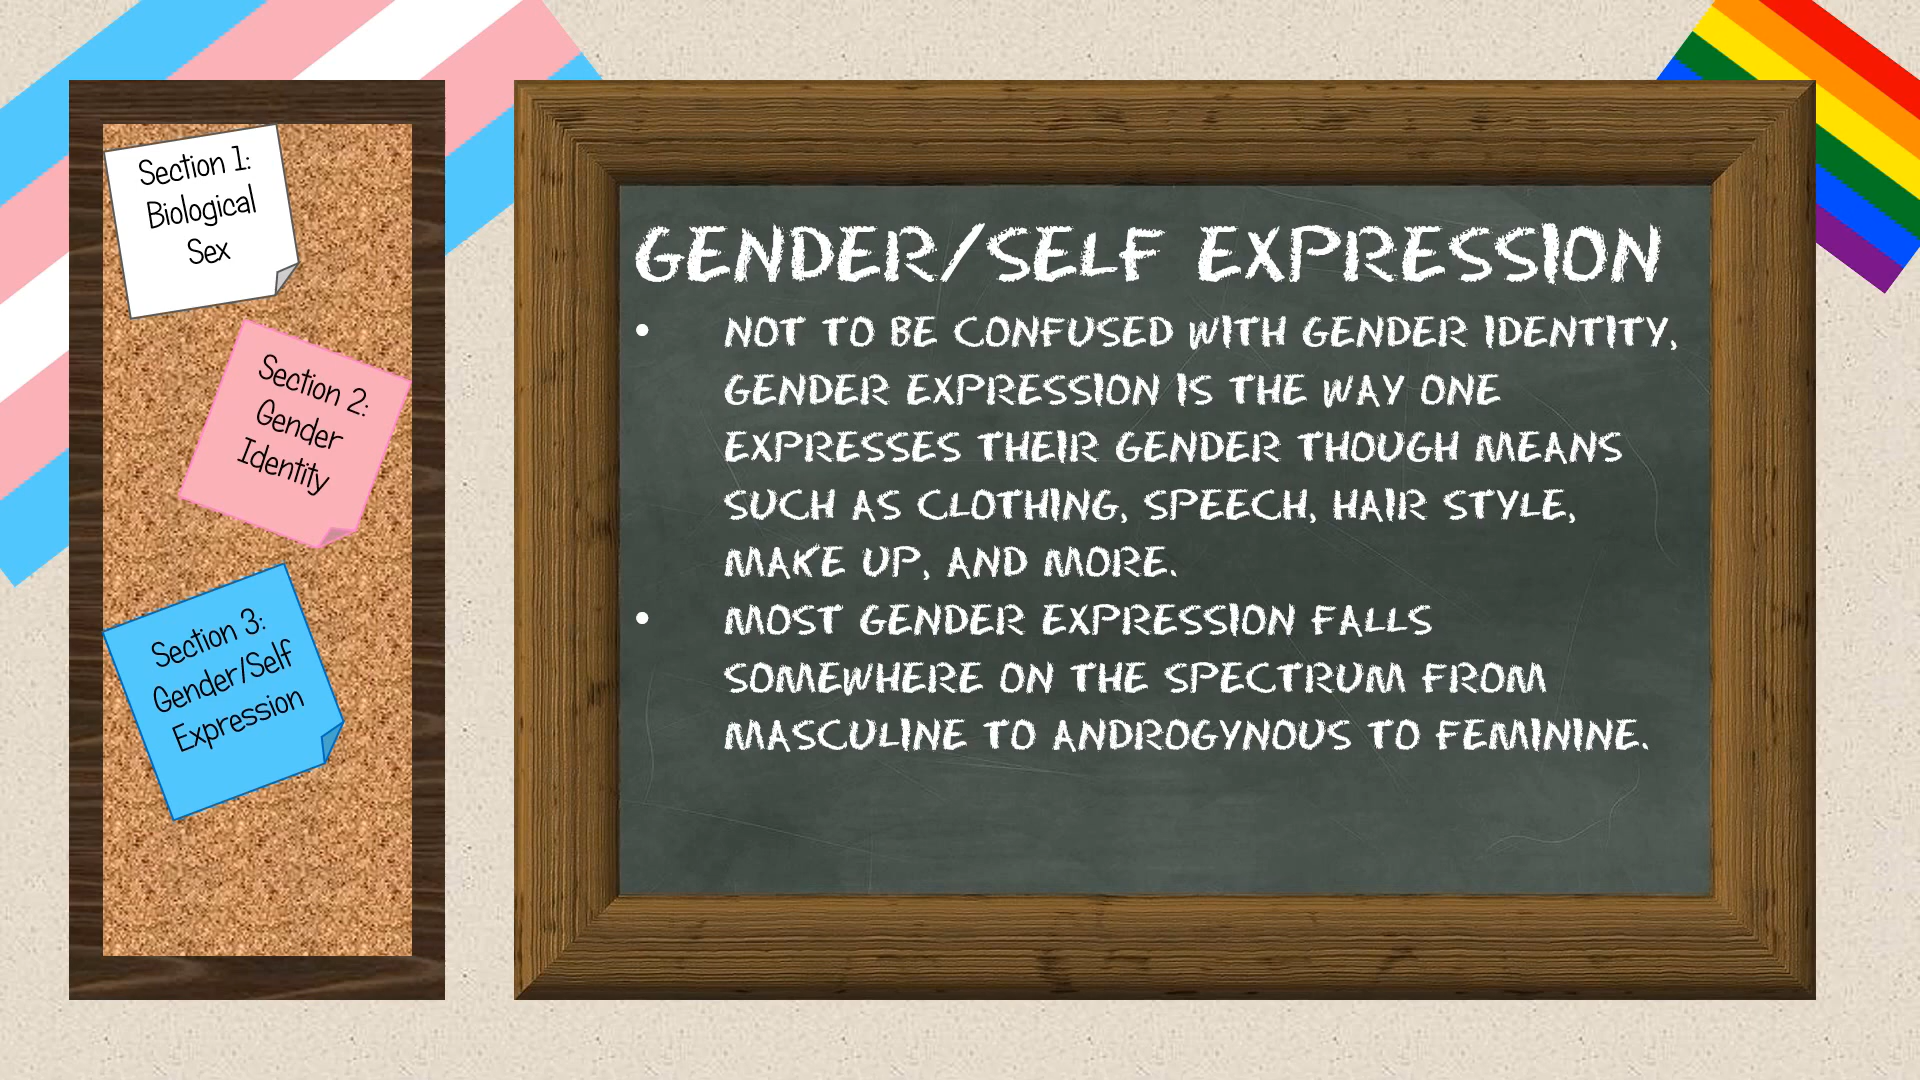 Section 1:
Biological
Sex
Section 2:
Gender
Identity
Section 3:
Gender/Self
Expression
GENDER/SELF EXPRESSION
• NOT TO BE CONFUSED WITH GENDER IDENTITY,
GENDER EXPRESSION IS THE WAY ONE
EXPRESSES THEIR GENDER THOUGH MEANS
SUCH AS CLOTHING, SPEECH, HAIR STYLE,
MAKE UP, AND MORE.
• MOST GENDER EXPRESSION FALLS
SOMEWHERE ON THE SPECTRUM FROM
MASCULINE TO ANDROGYNOUS TO FEMININE.